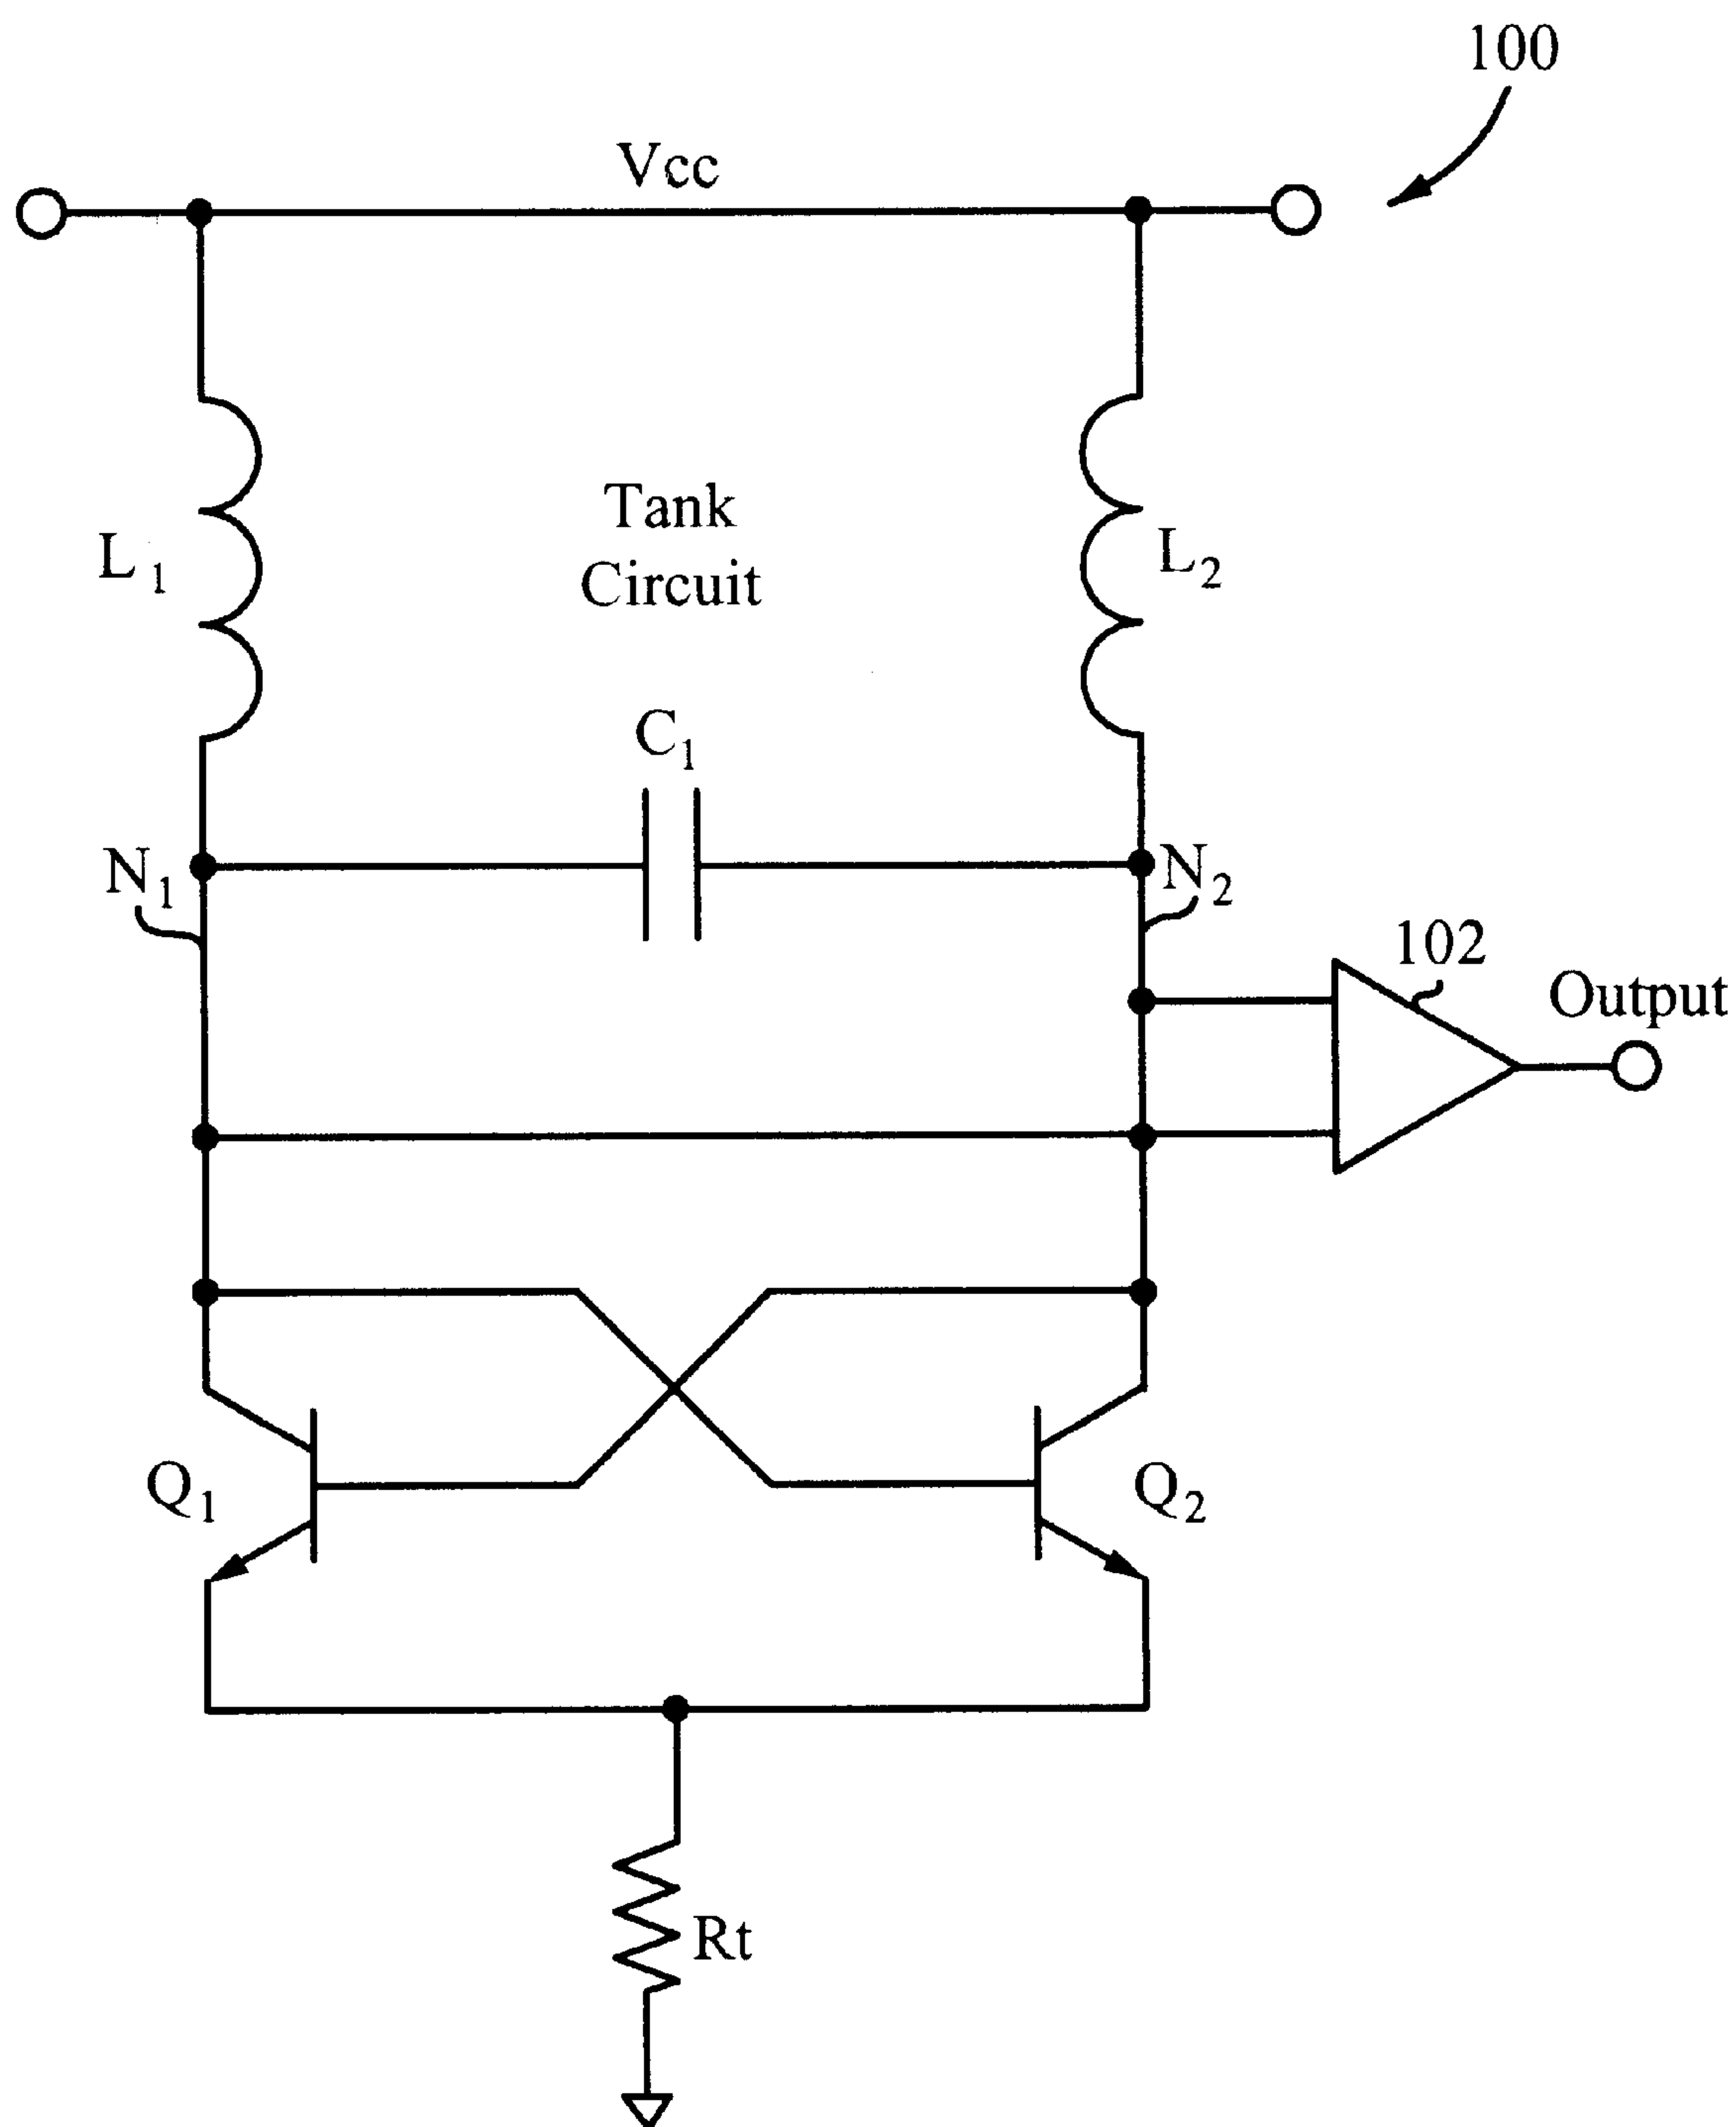 100
Vcc
Tank
Circuit
L1
L2
C1
N1
N2
102
Output
Q1
Q2
Rt